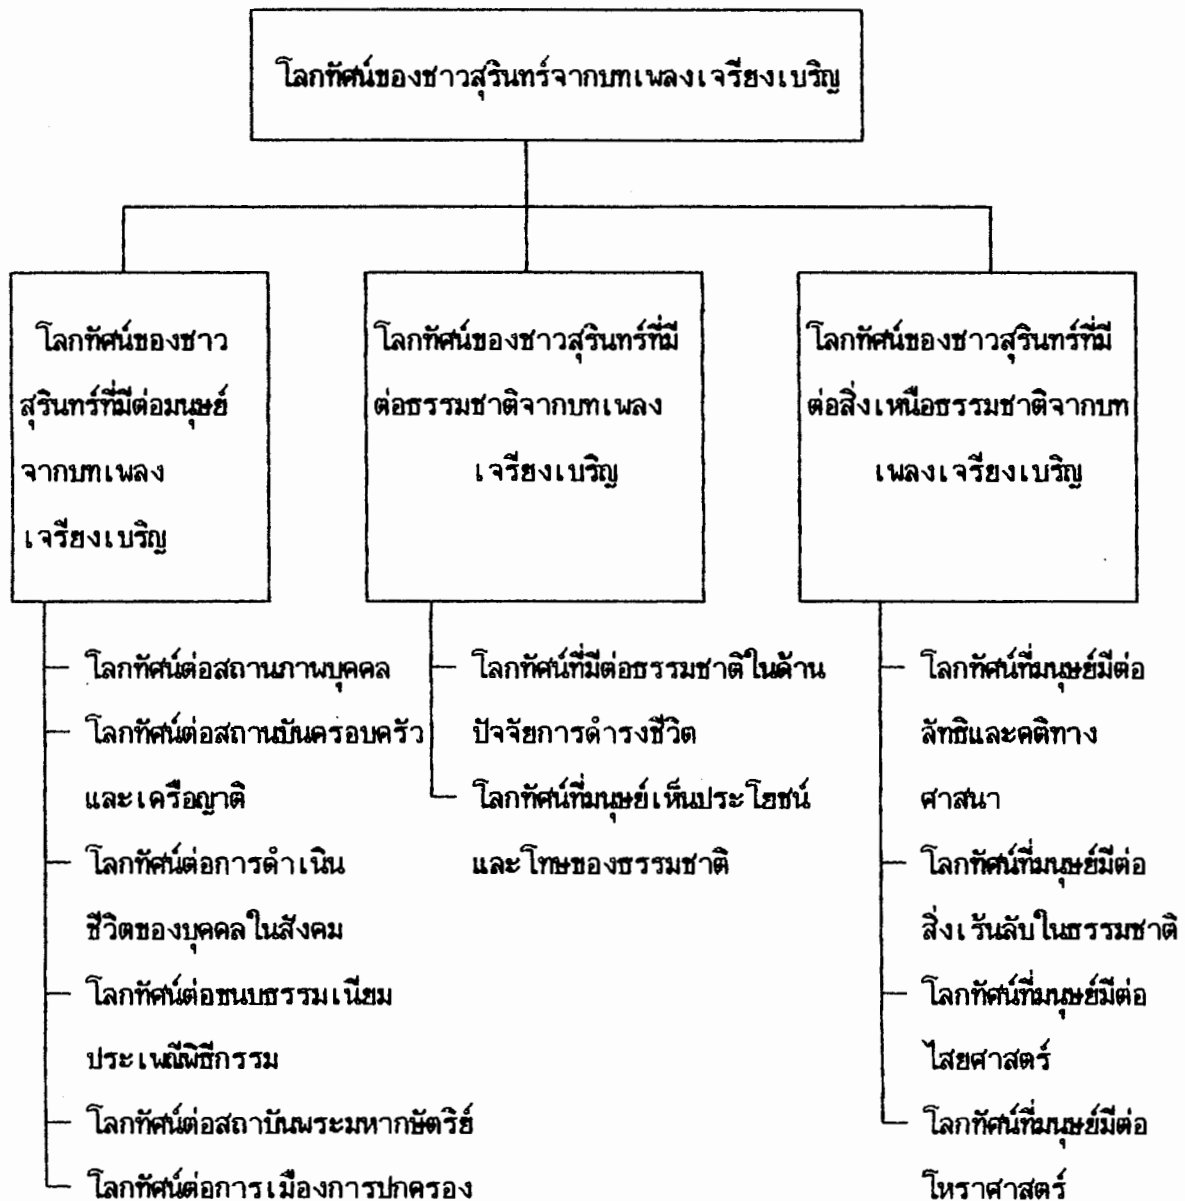 โลกทัศน์ของชาวสุรินทร์จากบทเพลงเจรียงเบริญ
โลกทัศน์ของชาว
สุรินทร์ที่มีต่อมนุษย์
จากบทเพลง
เจรียงเบริญ
โลกทัศน์ต่อสถานภาพบุคคล
โลกทัศน์ต่อสถานบันครอบครัว
และเครือญาติ
โลกทัศน์ต่อการดำเนิน
ชีวิตของบุคคลในสังคม
โลกทัศน์ต่อขนบธรรมเนียม
ประเพณีพิธีกรรม
โลกทัศน์ต่อสถาบันพระมหากษัตริย์
โลกทัศน์ต่อการเมืองการปกครอง
โลกทัศน์ของชาวสุรินทร์ที่มี
ต่อธรรมชาติจากบทเพลง
เจรียงเบริญ
โลกทัศน์ที่มีต่อธรรมชาติในด้าน
ปัจจัยการดำรงชีวิต
โลกทัศน์ที่มนุษย์เห็นประโยชน์
และโทษของธรรมชาติ
โลกทัศน์ของชาวสุรินทร์ที่มี
ต่อสิ่งเหนือธรรมชาติจากบท
เพลงเจรียงเบริญ
โลกทัศน์ที่มนุษย์มีต่อ
ลัทธิและคติทาง
ศาสนา
โลกทัศน์ที่มนุษย์มีต่อ
สิ่งเร้นลับในธรรมชาติ
โลกทัศน์ที่มนุษย์มีต่อ
ไสยศาสตร์
โลกทัศน์ที่มนุษย์มีต่อ
โหราศาสตร์